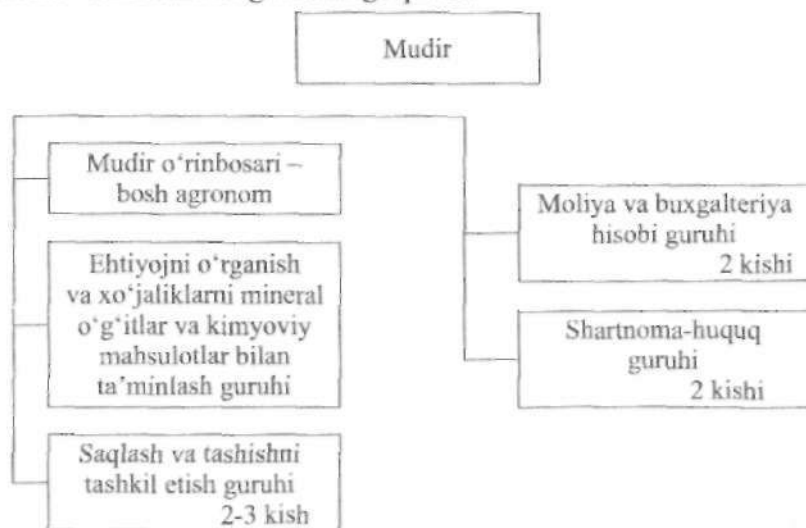 Mudir
Mudir o‘rinbosari –
bosh agronom
Ehtiyojni o‘rganish
va xo‘jaliklarni mineral
o‘g‘itlar va kimyoviy
mahsulotlar bilan
ta’minlash guruhi
Saqlash va tashishni
tashkil etish guruhi
2-3 kish
Moliya va buxgalteriya
hisobi guruhi
2 kishi
Shartnoma-huquq
guruhi
2 kishi